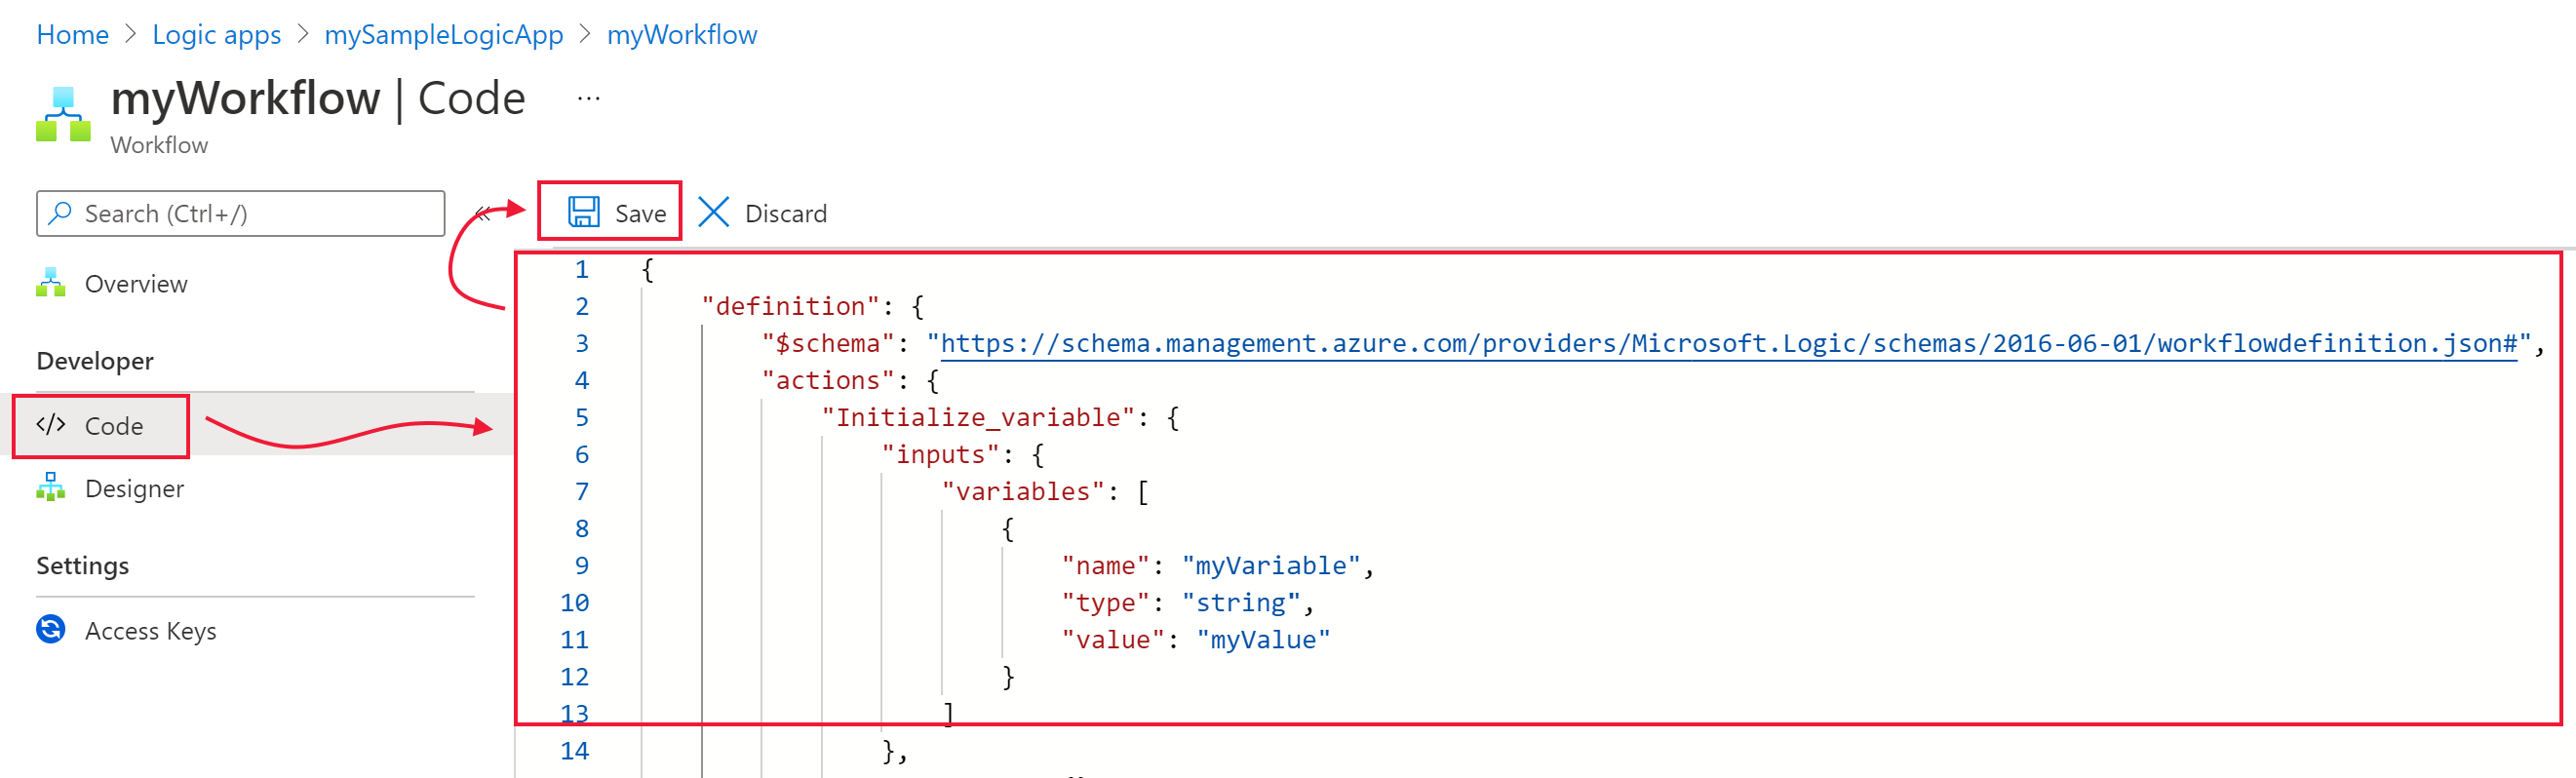 Home > Logic apps > mySampleLogicApp > myWorkflow
myWorkflow | Code ...
Workflow
Search (Ctrl+/)
«
Overview
Developer
</> Code
Designer
Settings
Access Keys
Save Discard
1 {
2 "definition": {
3 "$schema": "https://schema.management.azure.com/providers/Microsoft.Logic/schemas/2016-06-01/workflowdefinition.json#",
4 "actions": {
5 "Initialize_variable": {
6 "inputs": {
7 "variables": [
8 {
9 "name": "myVariable",
10 "type": "string",
11 "value": "myValue"
12 }
13 ]
14 },